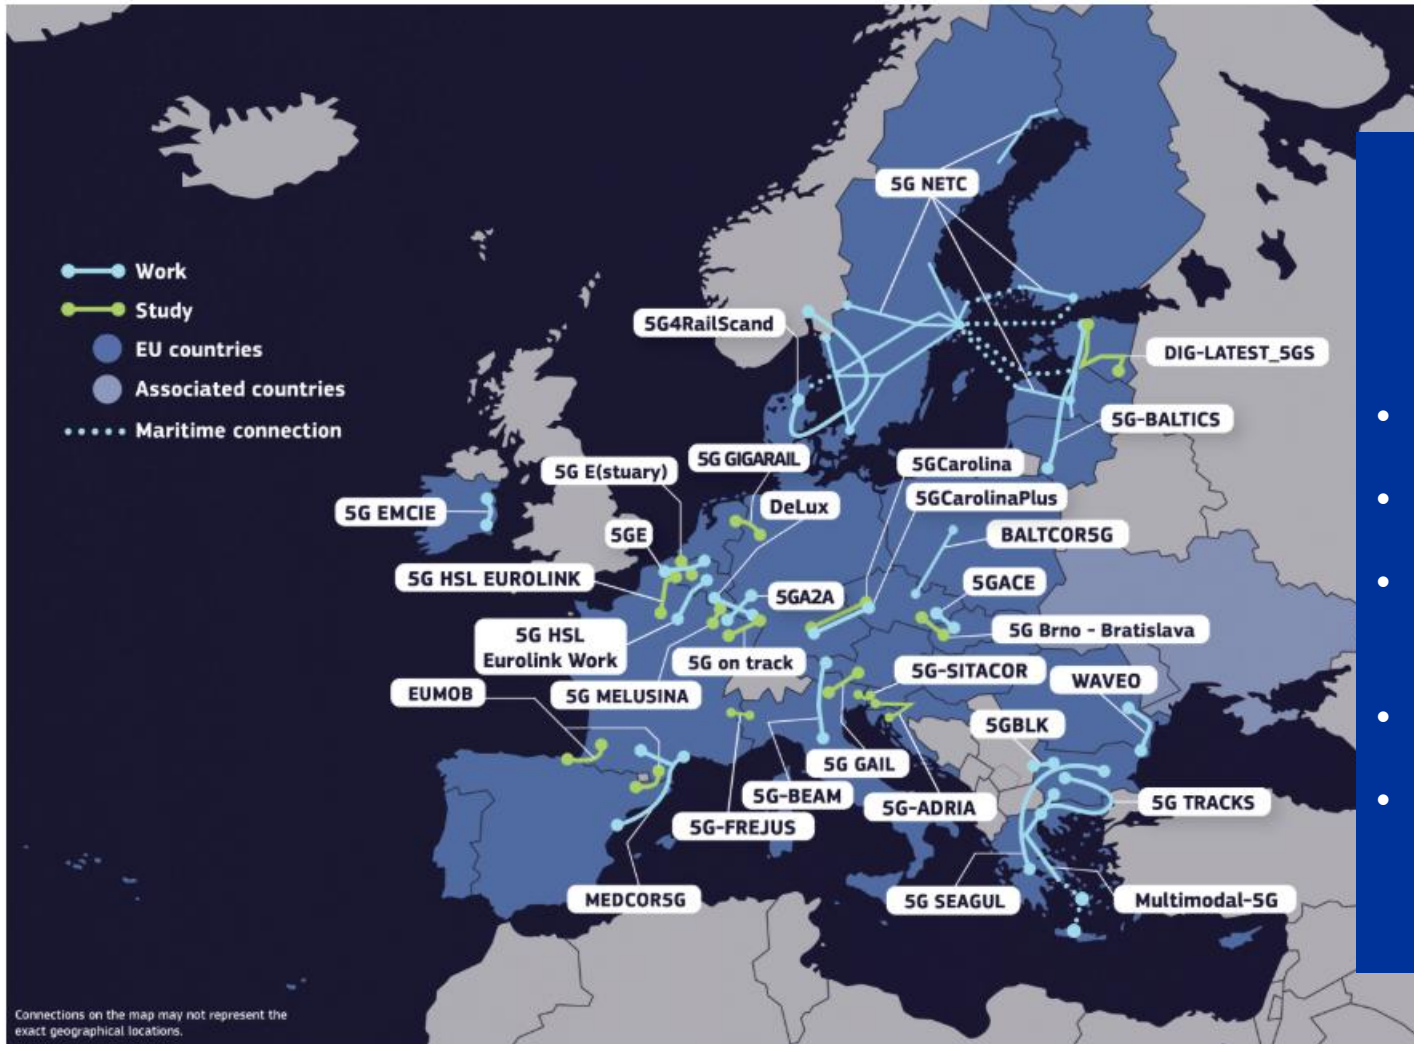 5G NETC
Work
Study
5G4RailScand
EU countries
DIG-LATEST_5GS
Associated countries
Maritime connection
5G-BALTICS
5G GIGARAIL
5GCarolina
5G E(stuary)
5GCarolinaPlus
DeLux
5G EMCIE
5GE
BALTCOR5G
5G HSL EUROLINK
5GACE
5GA2A
5G Brno - Bratislava
5G HSL
Eurolink Work
5G on track
5G-SITACOR
WAVEO
EUMOB
5G MELUSINA
5GBLK
5G GAIL
5G-BEAM
5G-ADRIA
5G TRACKS
5G-FREJUS
MEDCOR5G
5G SEAGUL
Multimodal-5G
Connections on the map may not represent the
exact geographical locations.